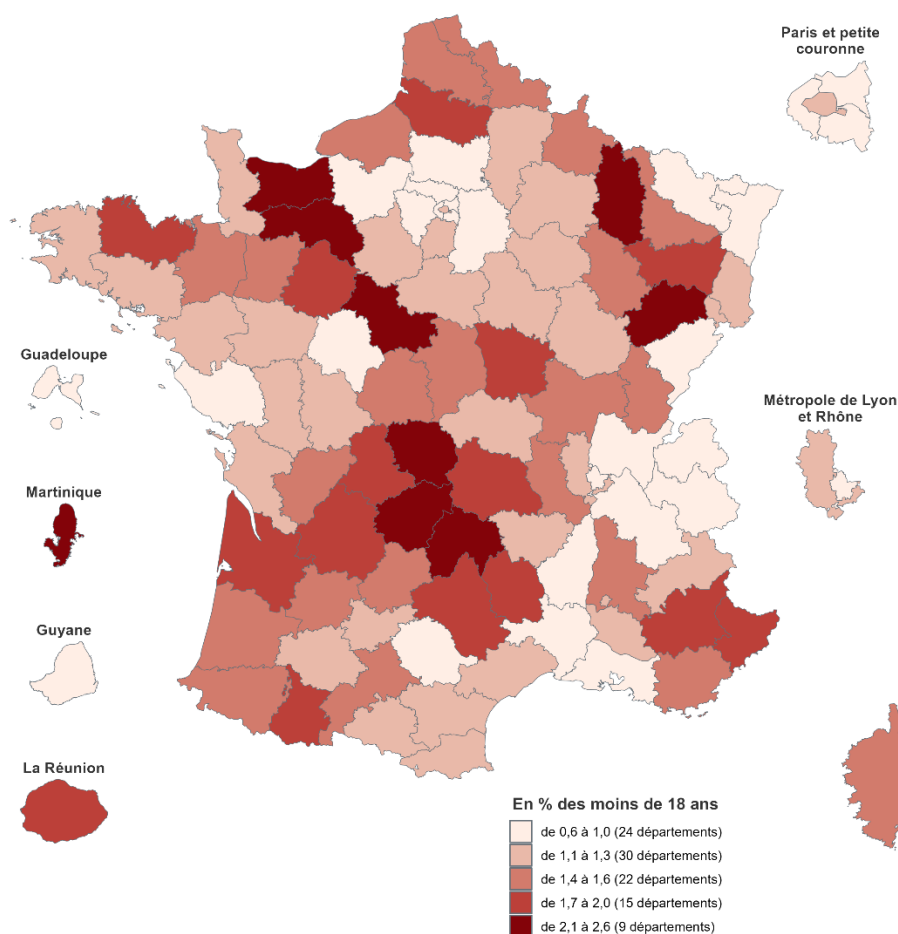 Paris et petite
couronne
Guadeloupe
Métropole de Lyon
et Rhône
Martinique
Guyane
La Réunion
En % des moins de 18 ans
de 0,6 à 1,0 (24 départements)
de 1,1 à 1,3 (30 départements)
de 1,4 à 1,6 (22 départements)
de 1,7 à 2,0 (15 départements)
de 2,1 à 2,6 (9 départements)